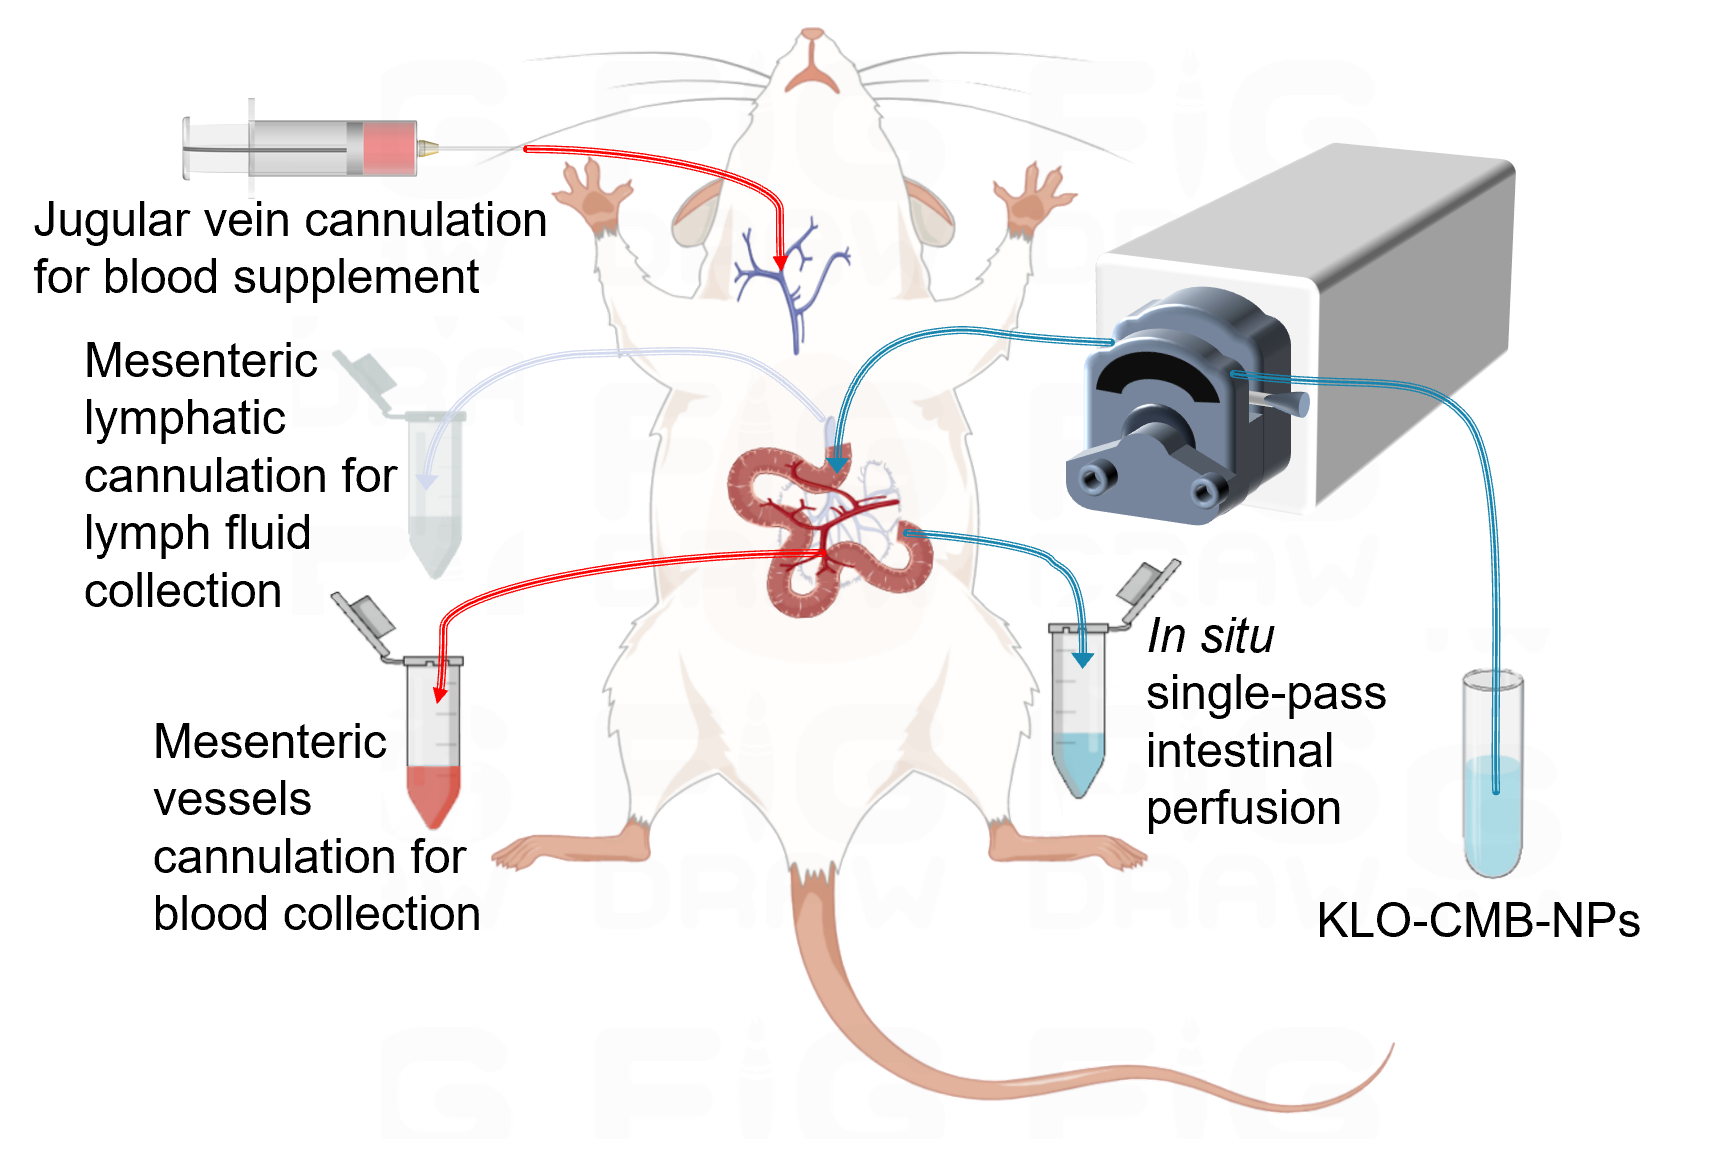 Jugular vein cannulation
for blood supplement
Mesenteric
lymphatic
cannulation for
lymph fluid
collection
Mesenteric
vessels
cannulation for
blood collection
In situ
single-pass
intestinal
perfusion
KLO-CMB-NPs